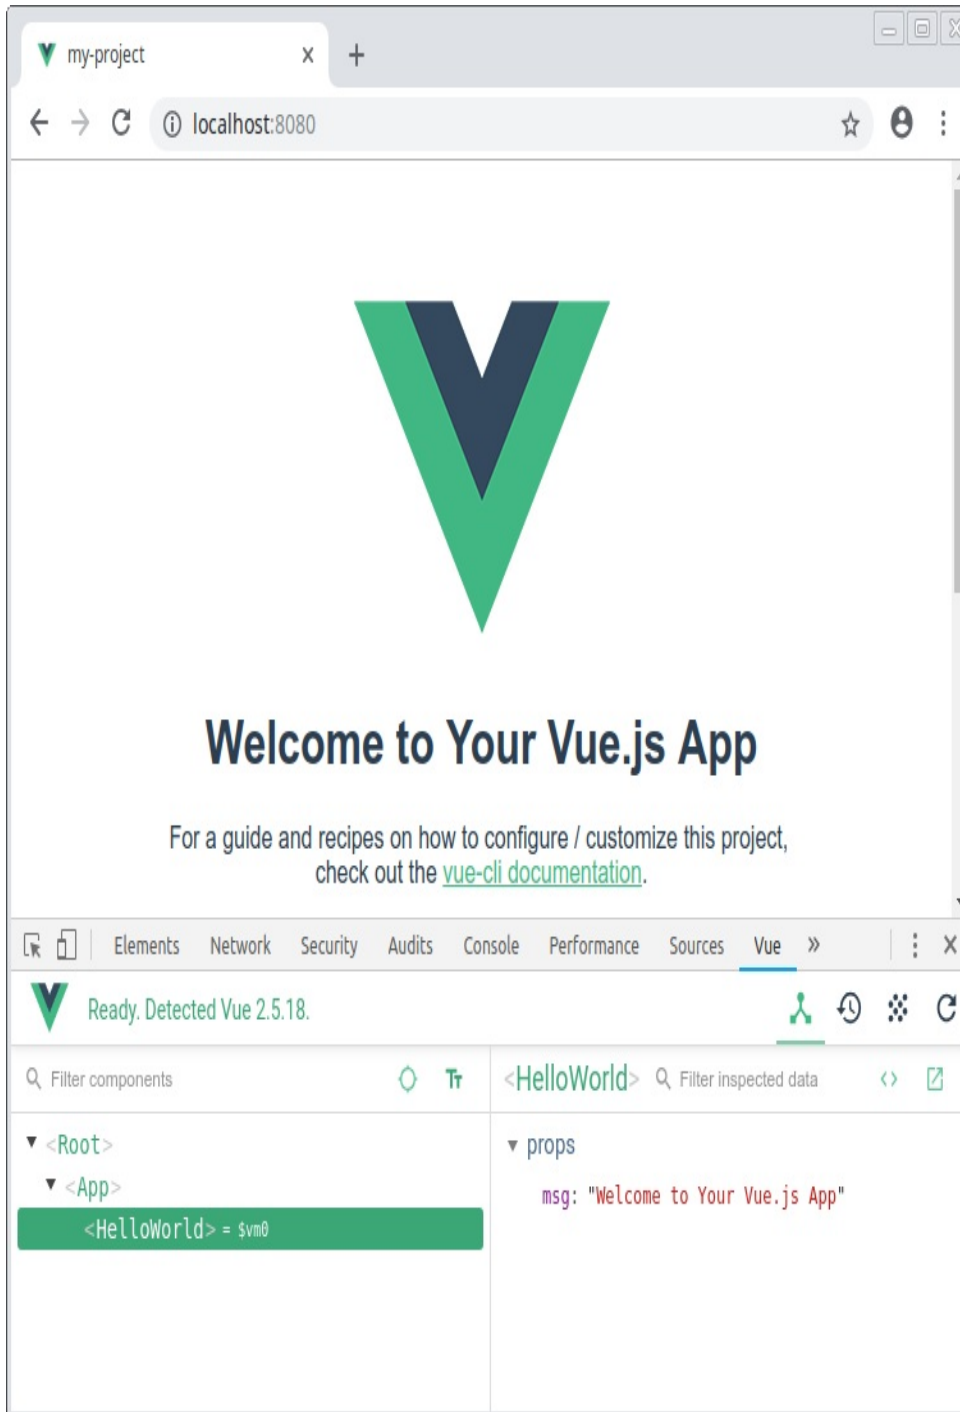 my-project
localhost:8080
Welcome to Your Vue.js App
For a guide and recipes on how to configure / customize this project,
check out the vue-cli documentation.
Elements Network Security Audits Console Performance Sources Vue »
Ready. Detected Vue 2.5.18.
Filter components
<HelloWorld> Filter inspected data
<Root>
<App>
<HelloWorld> = $vm0
props
msg: "Welcome to Your Vue.js App"